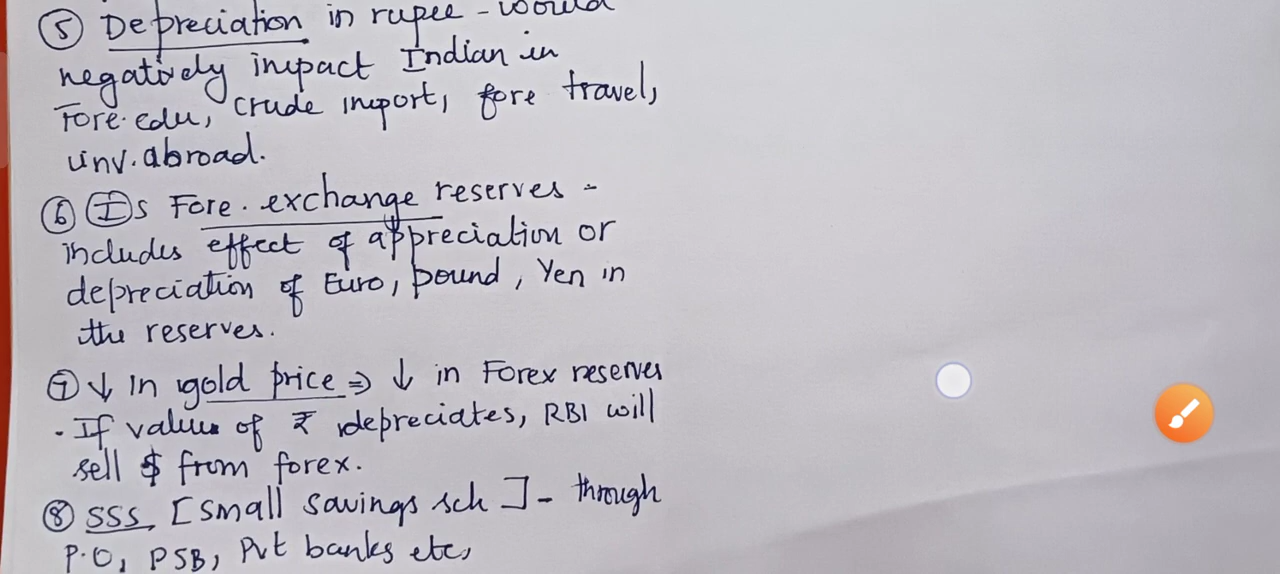 ⑤ Depreciation in rupee - would
negatively impact Indian in
Fore. edu, crude import, fore travel,
unv. abroad.
⑥ Ⓘs Fore. exchange reserves -
includes effect of appreciation or
depreciation of Euro, pound, Yen in
the reserves.
⑦ ↓ In gold price ⇒ ↓ in Forex reserves
· If value of ₹ depreciates, RBI will
sell $ from forex.
⑧ SSS [Small savings sch] - through
P.O, PSB, Pvt banks etc,